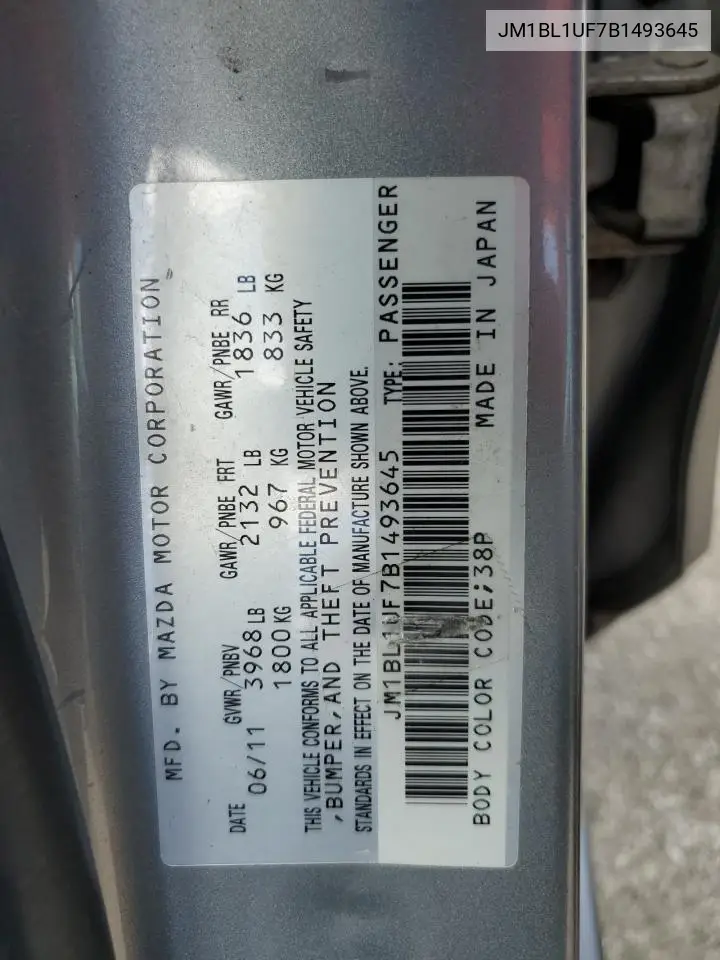 JM1BL1UF7B1493645
MFD. BY MAZDA MOTOR CORPORATION
DATE GVWR/PNBV GAWR/PNBE FRT GAWR/PNBE RR
06/11 3968 LB 2132 LB 1836 LB
1800 KG 967 KG 833 KG
THIS VEHICLE CONFORMS TO ALL APPLICABLE FEDERAL MOTOR VEHICLE SAFETY
,BUMPER,AND THEFT PREVENTION
STANDARDS IN EFFECT ON THE DATE OF MANUFACTURE SHOWN ABOVE.
JM1BL1UF7B1493645 TYPE: PASSENGER
BODY COLOR CODE;38P MADE IN JAPAN